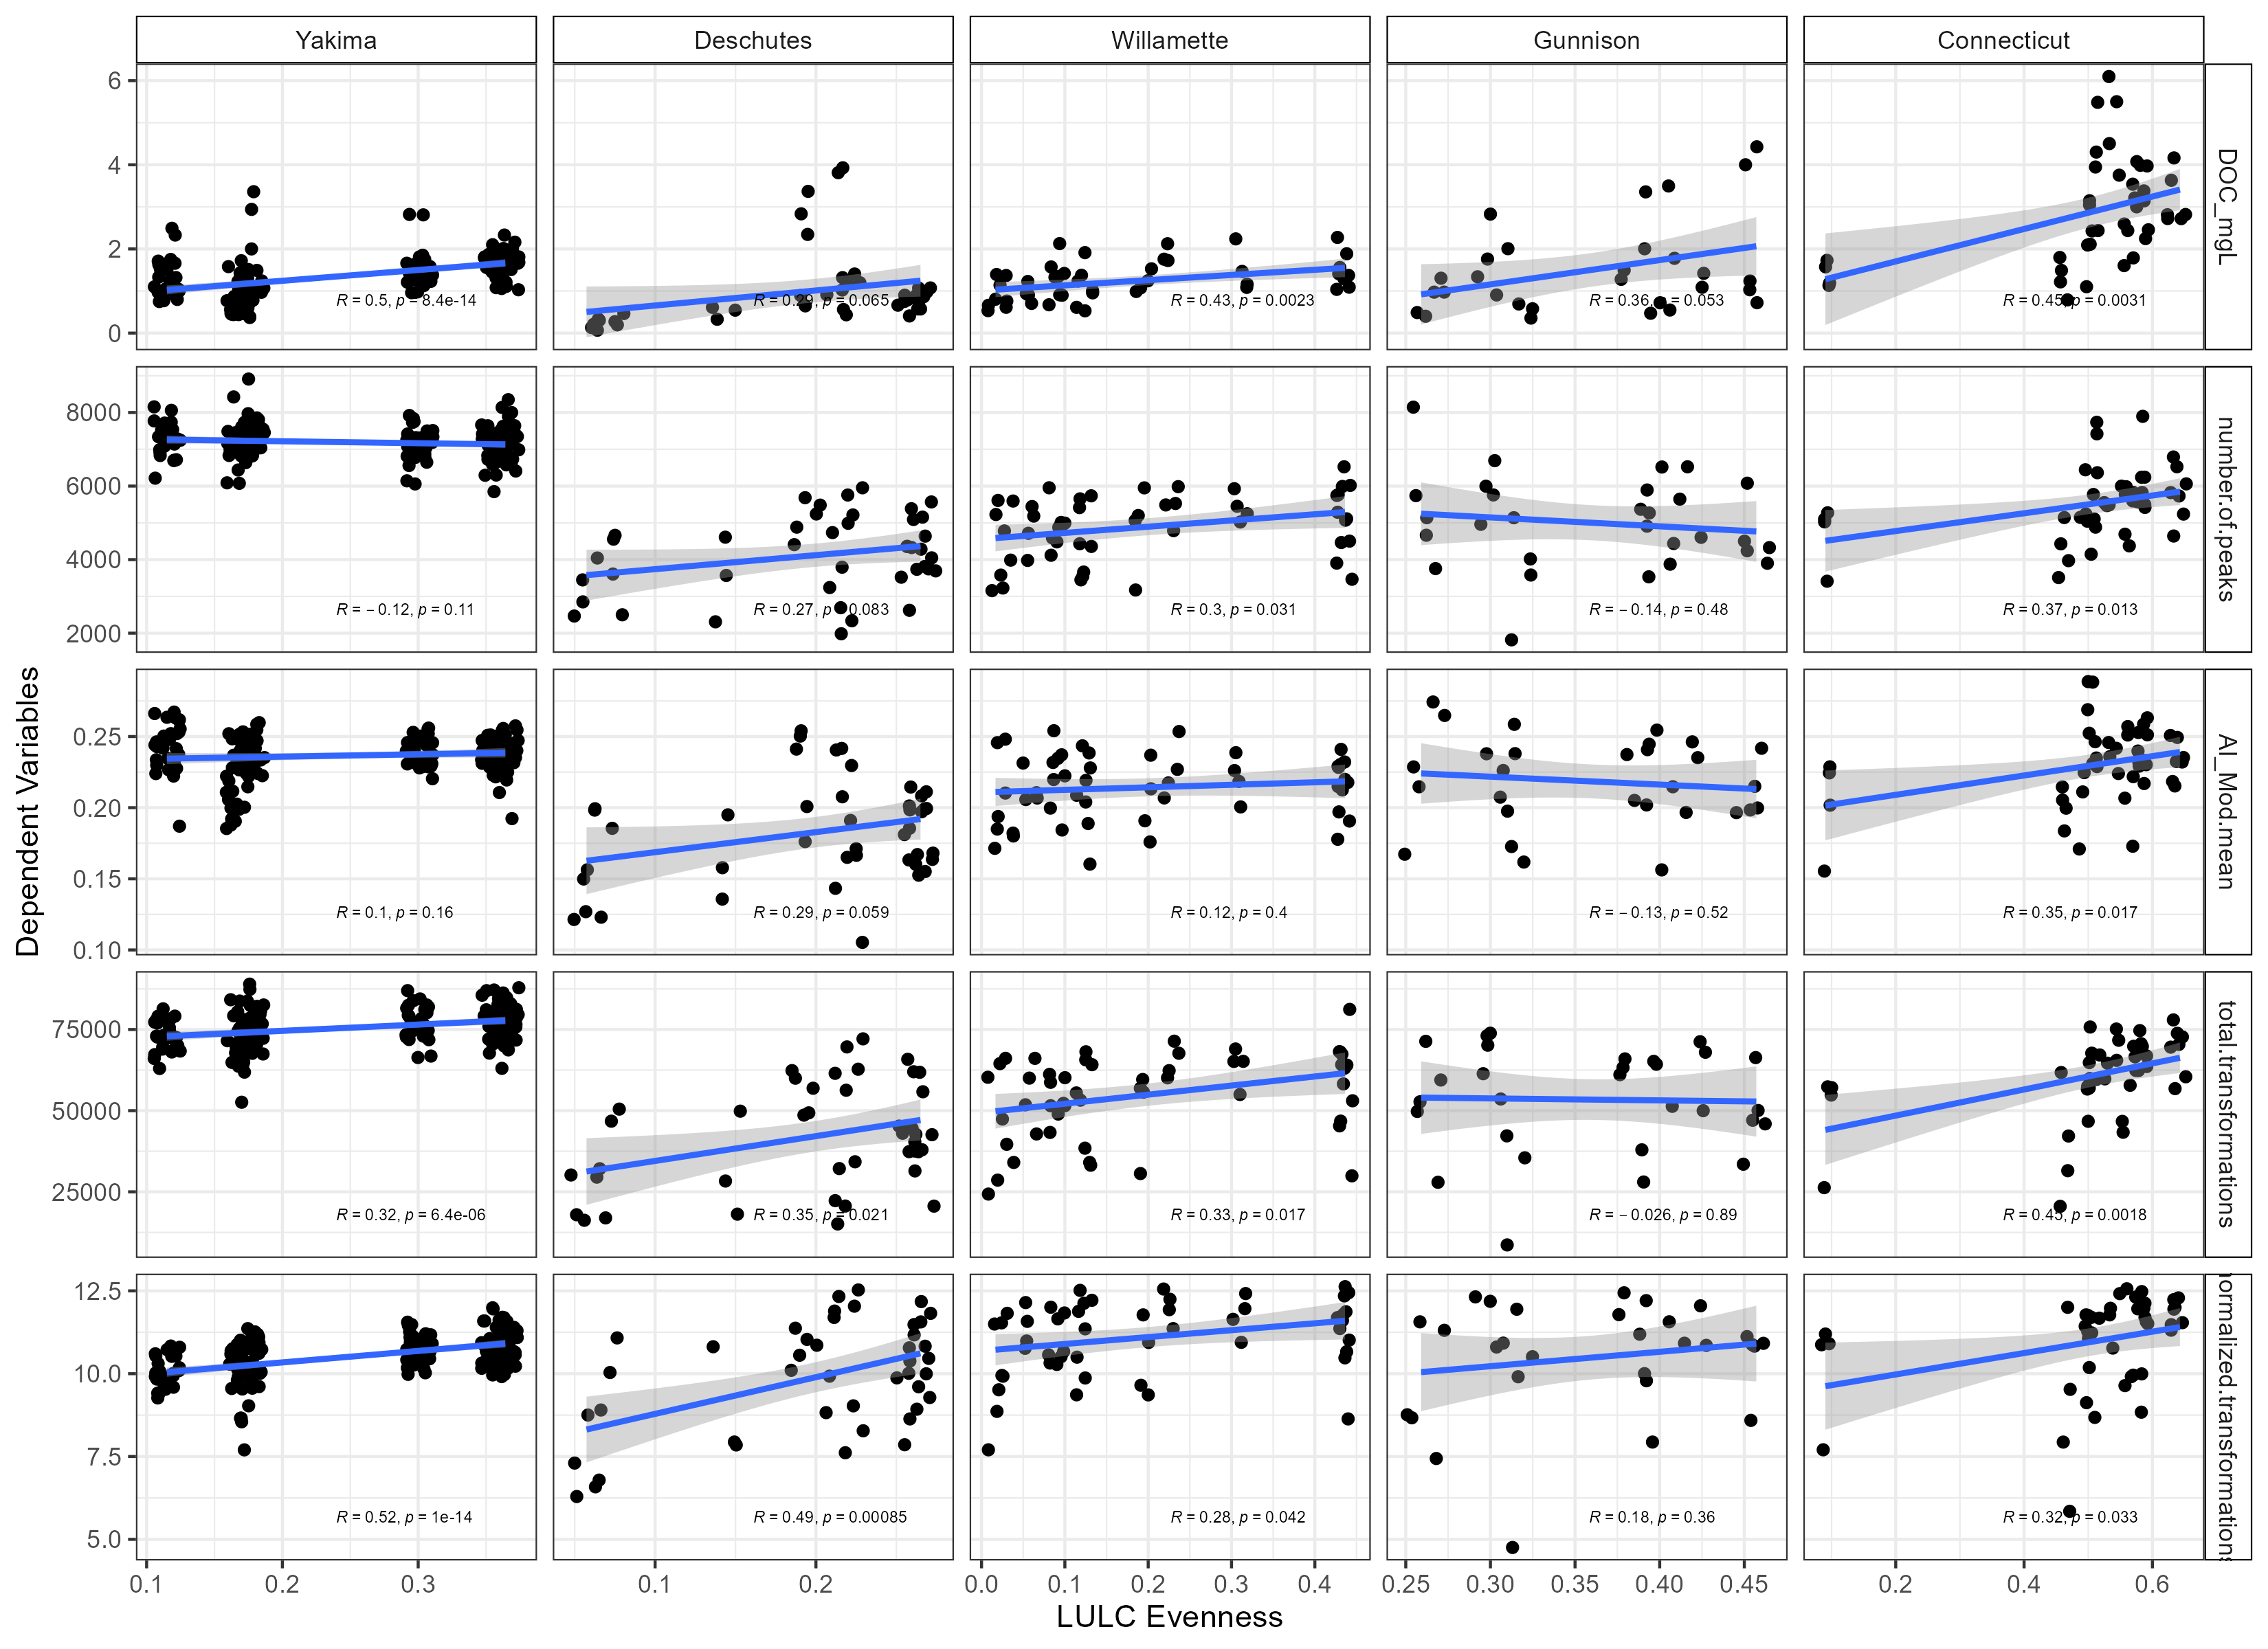 Yakima
Deschutes
Willamette
Gunnison
Connecticut
6
4
2
0
R = 0.5, p = 8.4e-14
R = 0.29, p = 0.065
R = 0.43, p = 0.0023
R = 0.36, p = 0.053
R = 0.45, p = 0.0031
DOC_mgL
8000
6000
4000
2000
R = − 0.12, p = 0.11
R = 0.27, p = 0.083
R = 0.3, p = 0.031
R = − 0.14, p = 0.48
R = 0.37, p = 0.013
number.of.peaks
Dependent Variables
0.25
0.20
0.15
0.10
R = 0.1, p = 0.16
R = 0.29, p = 0.059
R = 0.12, p = 0.4
R = − 0.13, p = 0.52
R = 0.35, p = 0.017
AI_Mod.mean
75000
50000
25000
R = 0.32, p = 6.4e-06
R = 0.35, p = 0.021
R = 0.33, p = 0.017
R = − 0.026, p = 0.89
R = 0.45, p = 0.0018
total.transformations
12.5
10.0
7.5
5.0
R = 0.52, p = 1e-14
R = 0.49, p = 0.00085
R = 0.28, p = 0.042
R = 0.18, p = 0.36
R = 0.32, p = 0.033
ormalized.transformations
0.1 0.2 0.3
0.1 0.2
0.0 0.1 0.2 0.3 0.4
0.25 0.30 0.35 0.40 0.45
0.2 0.4 0.6
LULC Evenness